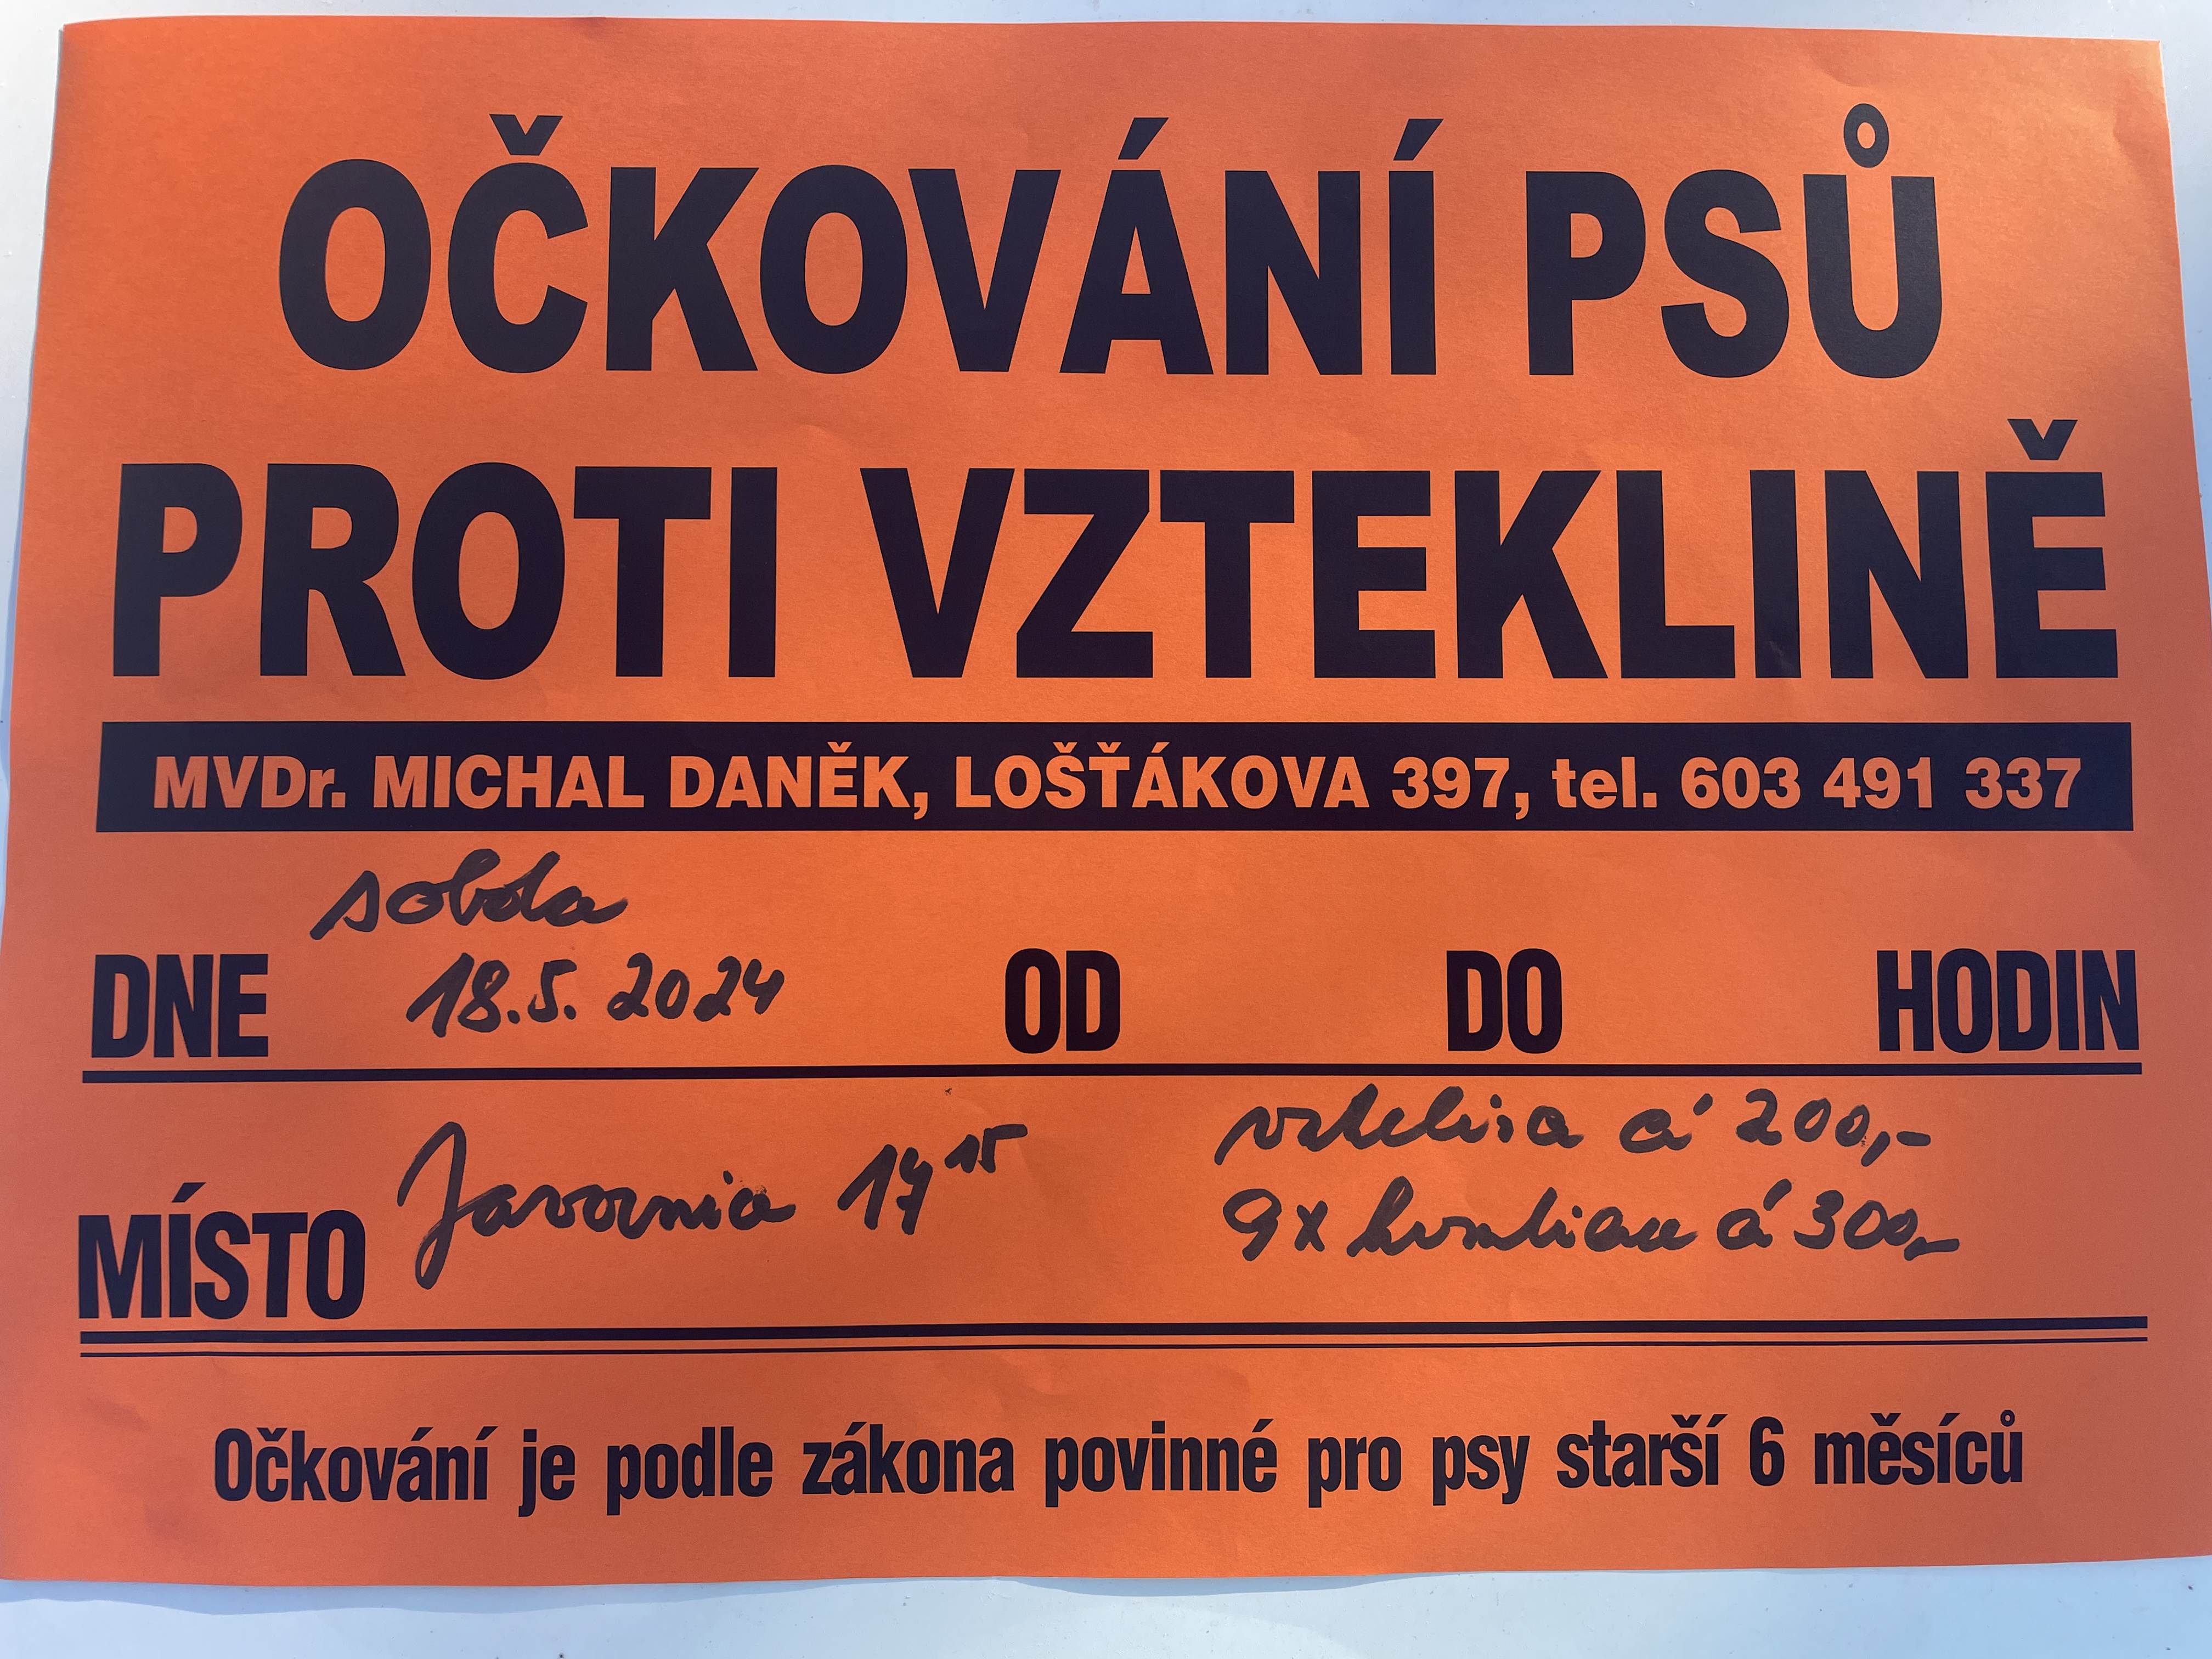 OČKOVÁNÍ PSŮ
PROTI VZTEKLINĚ
MVDr. MICHAL DANĚK, LOŠŤÁKOVA 397, tel. 603 491 337
sobota
DNE 18.5. 2024 OD DO HODIN
vzteklina á 200,-
MÍSTO Javornia 14 15
9x kombinace á 300,-
Očkování je podle zákona povinné pro psy starší 6 měsíců